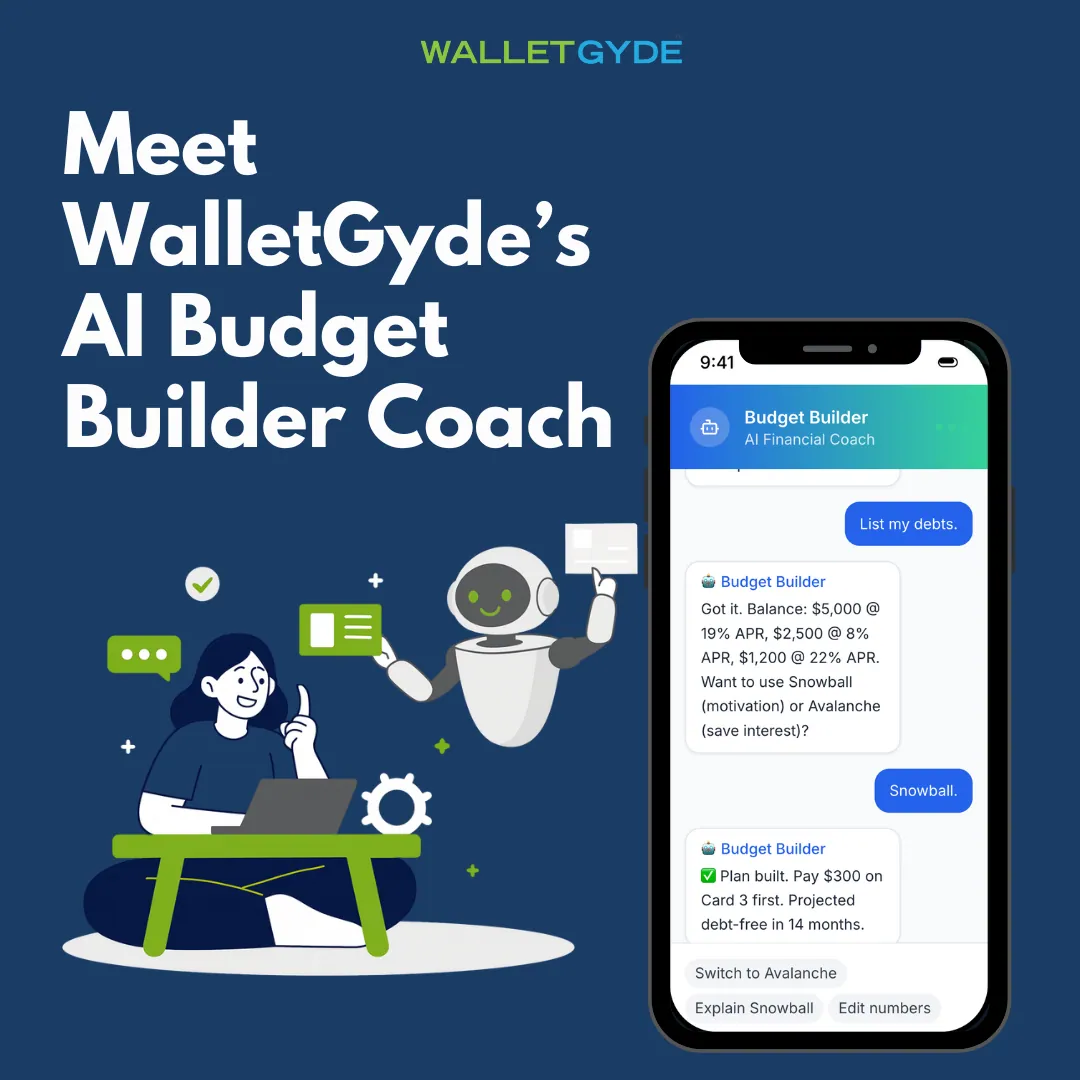 WALLETGYDE
Meet
WalletGyde’s
AI Budget
Builder Coach
9:41
Budget Builder
AI Financial Coach
List my debts.
Budget Builder
Got it. Balance: $5,000 @
19% APR, $2,500 @ 8%
APR, $1,200 @ 22% APR.
Want to use Snowball
(motivation) or Avalanche
(save interest)?
Snowball.
Budget Builder
✅ Plan built. Pay $300 on
Card 3 first. Projected
debt-free in 14 months.
Switch to Avalanche
Explain Snowball
Edit numbers